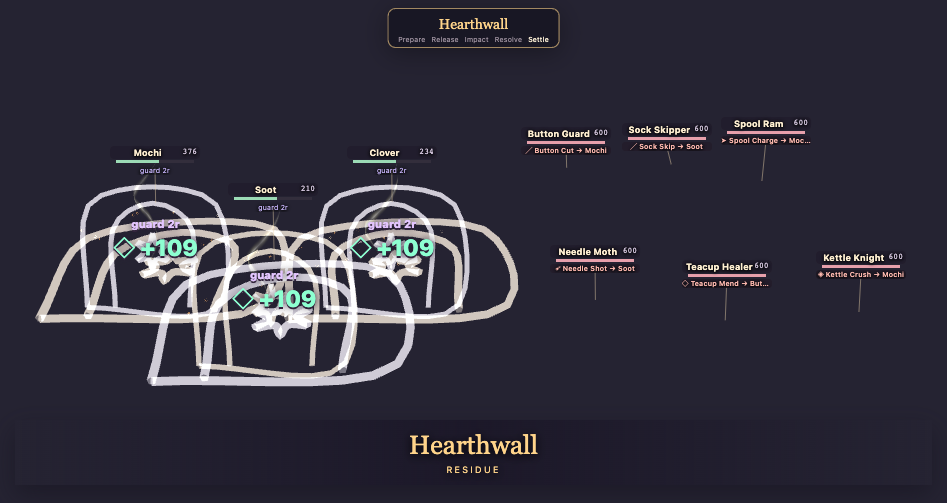 Hearthwall
Prepare Release Impact Resolve Settle
Spool Ram 600
➤ Spool Charge → Moc...
Sock Skipper 600
⟋ Sock Skip → Soot
Button Guard 600
⟋ Button Cut → Mochi
Mochi 376
guard 2r
Clover 234
guard 2r
Soot 210
guard 2r
guard 2r
◇ +109
guard 2r
◇ +109
guard 2r
◇ +109
Needle Moth 600
➶ Needle Shot → Soot
Teacup Healer 600
◇ Teacup Mend → But...
Kettle Knight 600
◈ Kettle Crush → Mochi
Hearthwall
RESIDUE